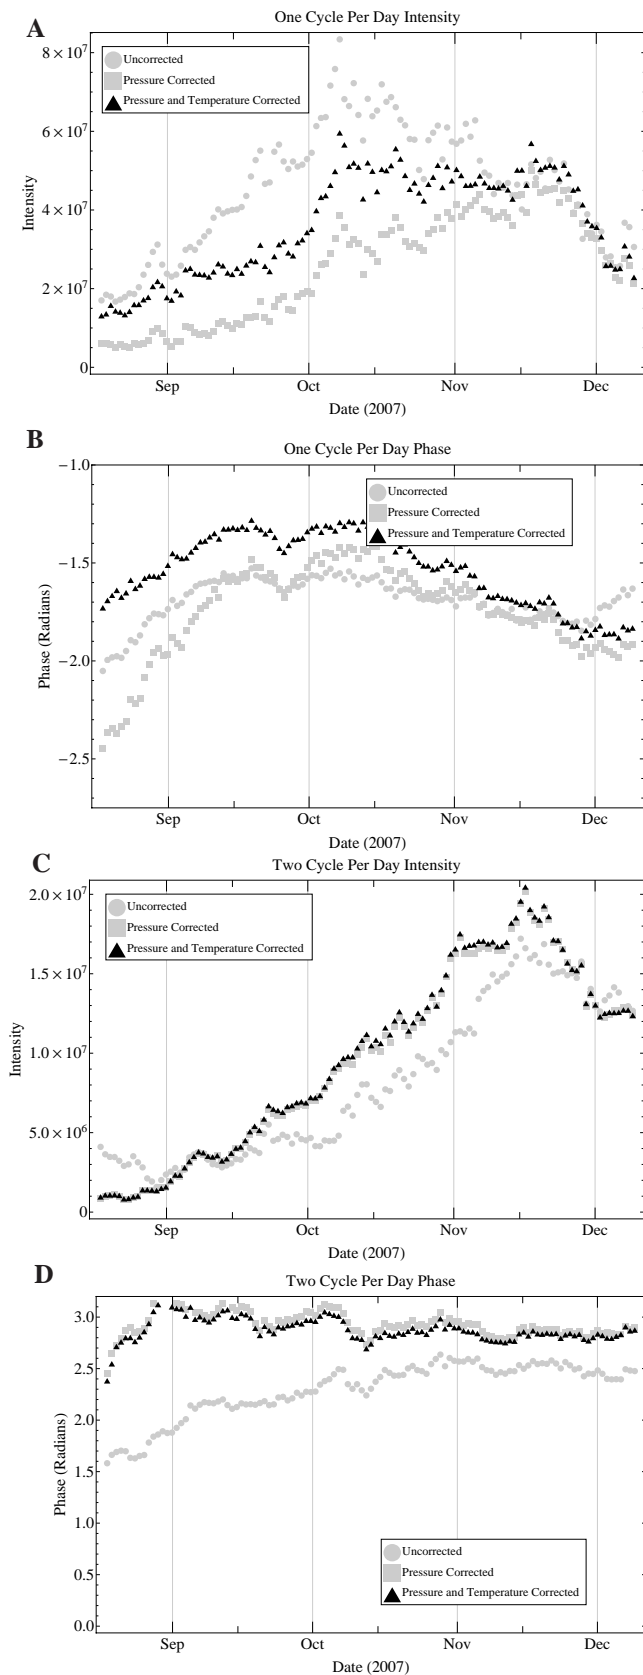 A
One Cycle Per Day Intensity
8×10⁷
6×10⁷
4×10⁷
2×10⁷
0
Intensity
Uncorrected
Pressure Corrected
Pressure and Temperature Corrected
Sep Oct Nov Dec
Date (2007)
B
One Cycle Per Day Phase
−1.0
−1.5
−2.0
−2.5
Phase (Radians)
Uncorrected
Pressure Corrected
Pressure and Temperature Corrected
Sep Oct Nov Dec
Date (2007)
C
Two Cycle Per Day Intensity
2.0×10⁷
1.5×10⁷
1.0×10⁷
5.0×10⁶
0
Intensity
Uncorrected
Pressure Corrected
Pressure and Temperature Corrected
Sep Oct Nov Dec
Date (2007)
D
Two Cycle Per Day Phase
3.0
2.5
2.0
1.5
1.0
0.5
0.0
Phase (Radians)
Uncorrected
Pressure Corrected
Pressure and Temperature Corrected
Sep Oct Nov Dec
Date (2007)